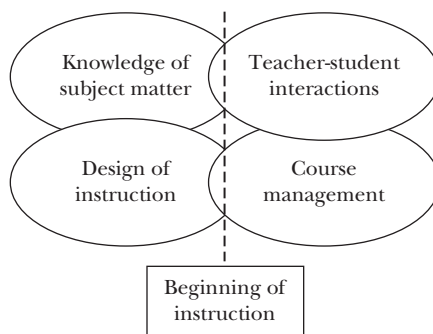 Knowledge of
subject matter
Teacher-student
interactions
Design of
instruction
Course
management
Beginning of
instruction